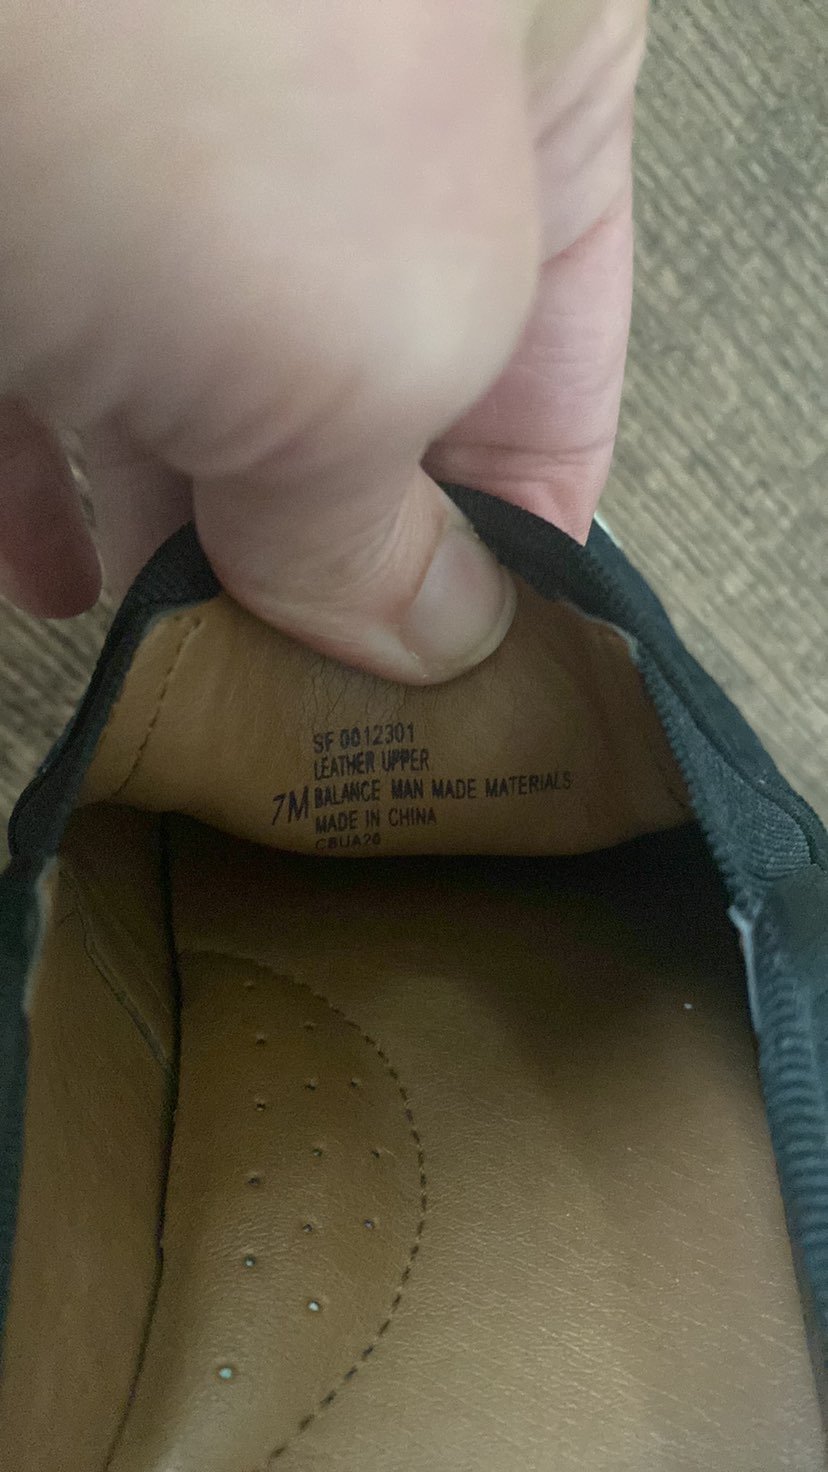 SF 0012301
LEATHER UPPER
7M BALANCE MAN MADE MATERIALS
MADE IN CHINA